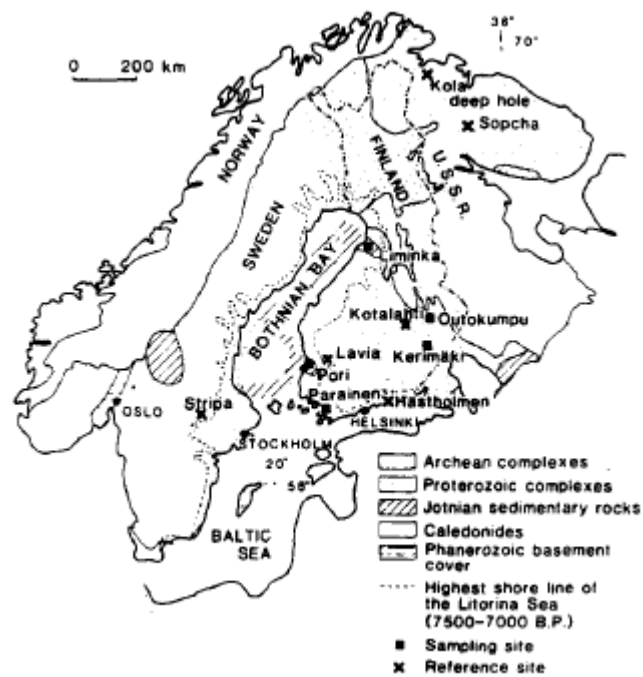 36°
70°
0 200 km
Kola
deep hole
Sopcha
NORWAY
FINLAND
U.S.S.R.
SWEDEN
BOTHNIAN BAY
Liminka
Kotalahti
Outokumpu
Kerimäki
Lavia
Pori
Parainen
Hästholmen
HELSINKI
OSLO
Stripa
STOCKHOLM
20°
58°
BALTIC
SEA
Archean complexes
Proterozoic complexes
Jotnian sedimentary rocks
Caledonides
Phanerozoic basement
cover
Highest shore line of
the Litorina Sea
(7500-7000 B.P.)
Sampling site
Reference site